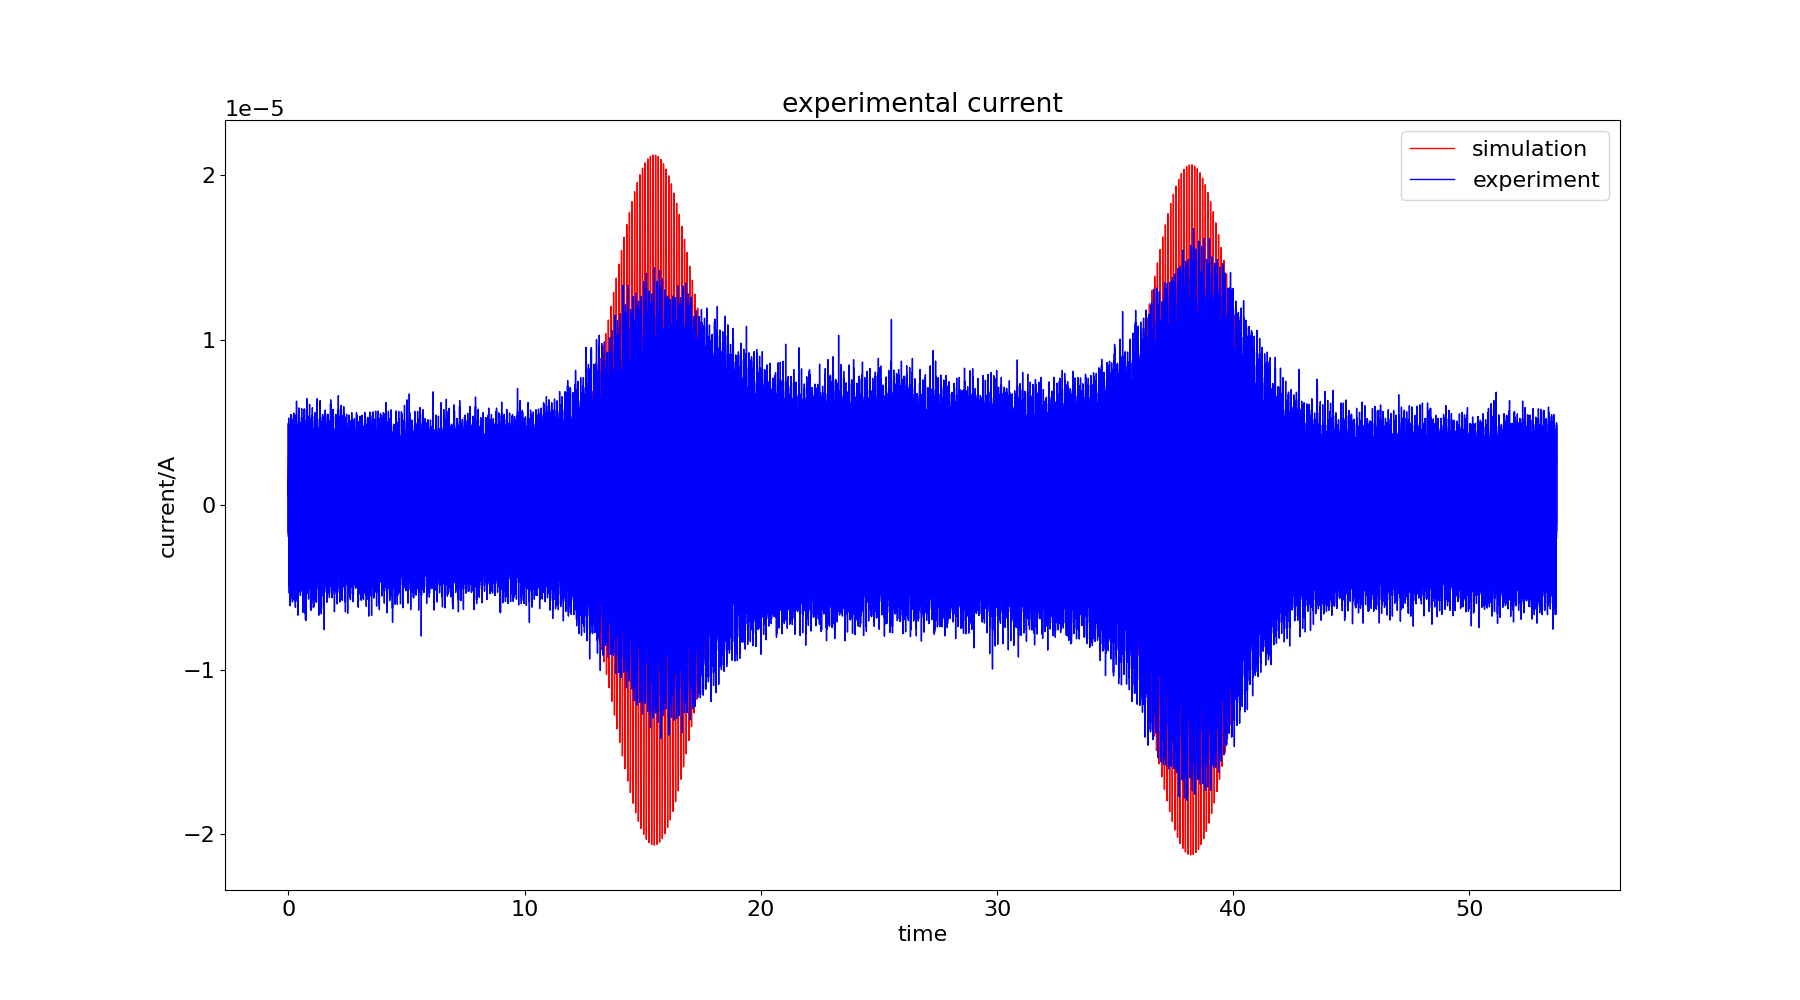 experimental current
1e−5
simulation
experiment
2
1
0
−1
−2
current/A
0 10 20 30 40 50
time